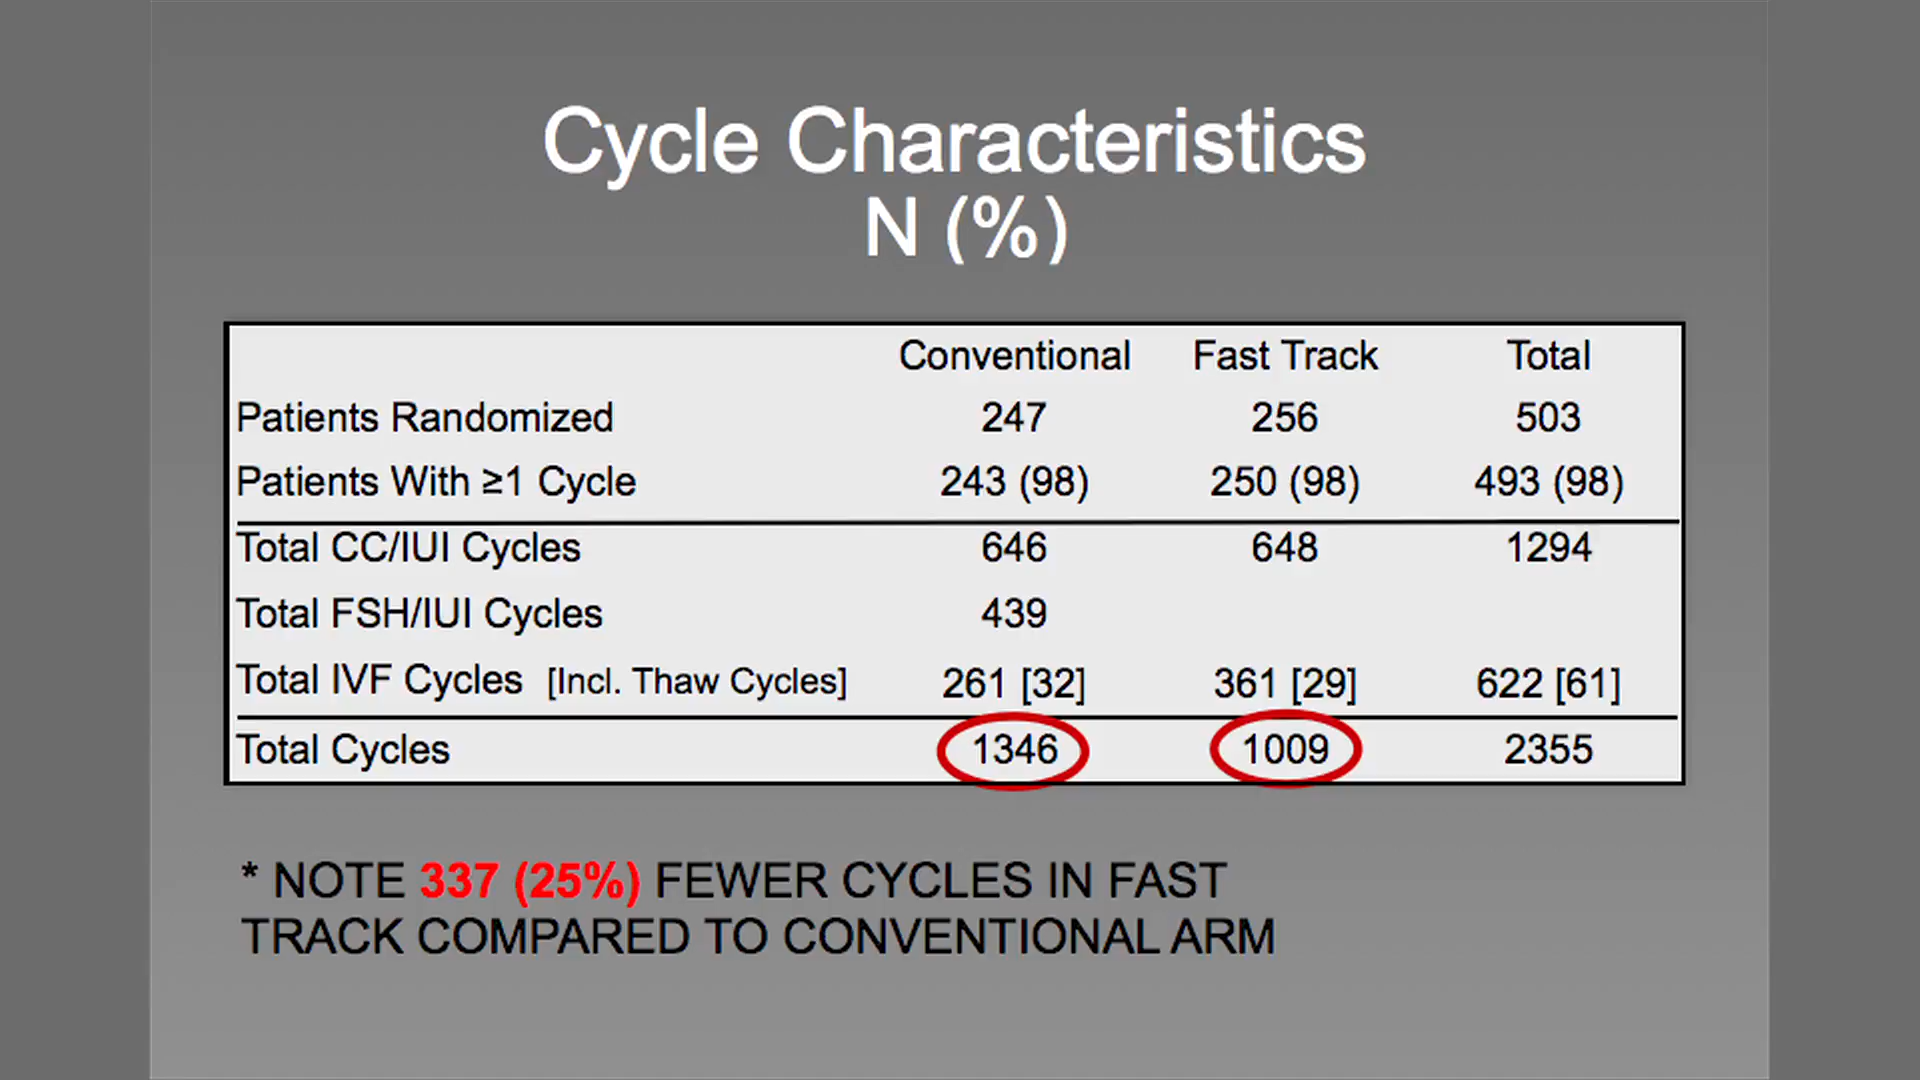 Cycle Characteristics
N (%)
Conventional Fast Track Total
Patients Randomized 247 256 503
Patients With ≥1 Cycle 243 (98) 250 (98) 493 (98)
Total CC/IUI Cycles 646 648 1294
Total FSH/IUI Cycles 439
Total IVF Cycles [Incl. Thaw Cycles] 261 [32] 361 [29] 622 [61]
Total Cycles 1346 1009 2355
* NOTE 337 (25%) FEWER CYCLES IN FAST
TRACK COMPARED TO CONVENTIONAL ARM